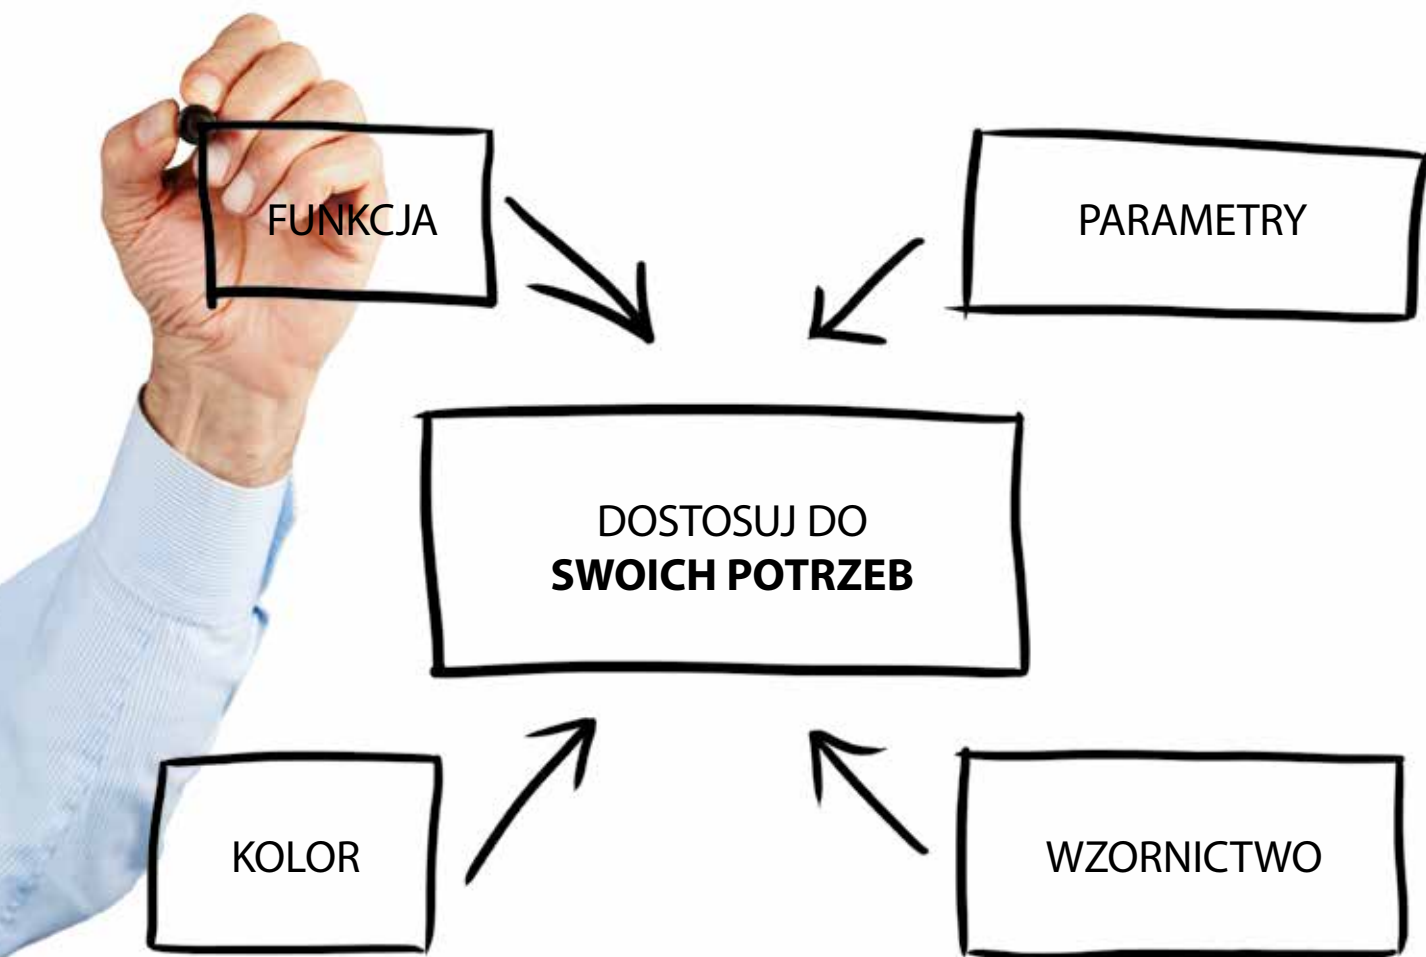 FUNKCJA
PARAMETRY
DOSTOSUJ DO
SWOICH POTRZEB
KOLOR
WZORNICTWO